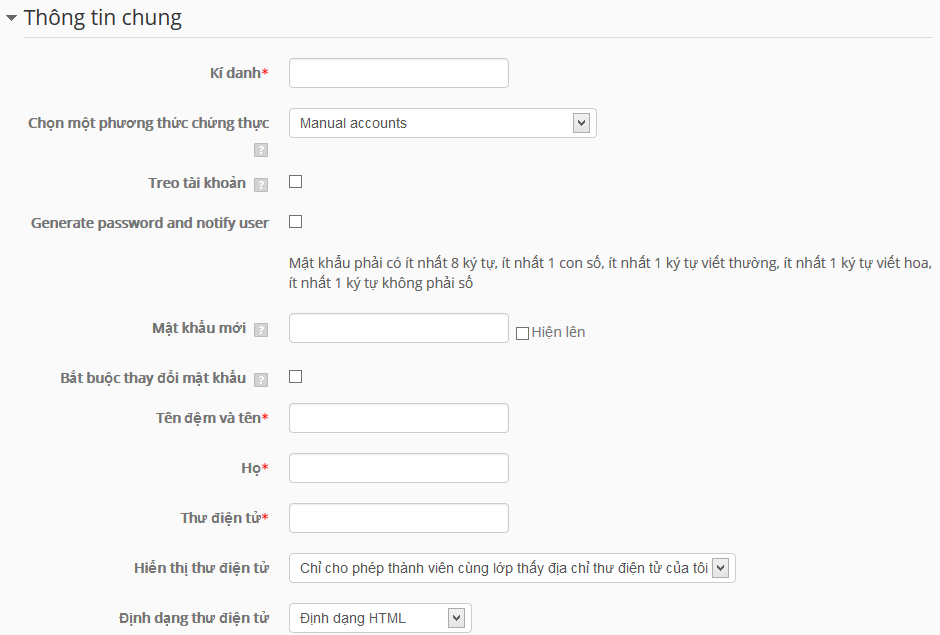 Thông tin chung
Kí danh*
Chọn một phương thức chứng thực Manual accounts
?
Treo tài khoản ?
Generate password and notify user
Mật khẩu phải có ít nhất 8 ký tự, ít nhất 1 con số, ít nhất 1 ký tự viết thường, ít nhất 1 ký tự viết hoa,
ít nhất 1 ký tự không phải số
Mật khẩu mới ? Hiện lên
Bắt buộc thay đổi mật khẩu ?
Tên đệm và tên*
Họ*
Thư điện tử*
Hiển thị thư điện tử Chỉ cho phép thành viên cùng lớp thấy địa chỉ thư điện tử của tôi
Định dạng thư điện tử Định dạng HTML